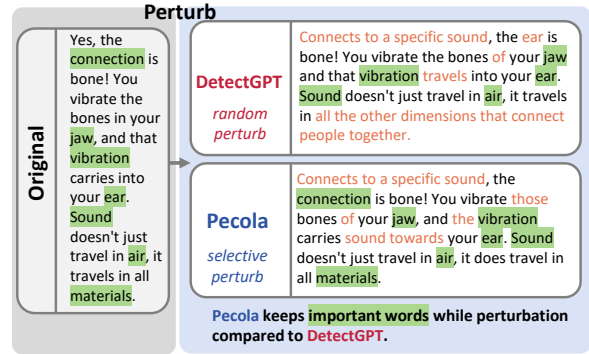 Perturb
Original
Yes, the
connection is
bone! You
vibrate the
bones in your
jaw, and that
vibration
carries into
your ear.
Sound
doesn't just
travel in air, it
travels in all
materials.
DetectGPT
random
perturb
Connects to a specific sound, the ear is
bone! You vibrate the bones of your jaw
and that vibration travels into your ear.
Sound doesn't just travel in air, it travels
in all the other dimensions that connect
people together.
Pecola
selective
perturb
Connects to a specific sound, the
connection is bone! You vibrate those
bones of your jaw, and the vibration
carries sound towards your ear. Sound
doesn't just travel in air, it does travel in
all materials.
Pecola keeps important words while perturbation
compared to DetectGPT.